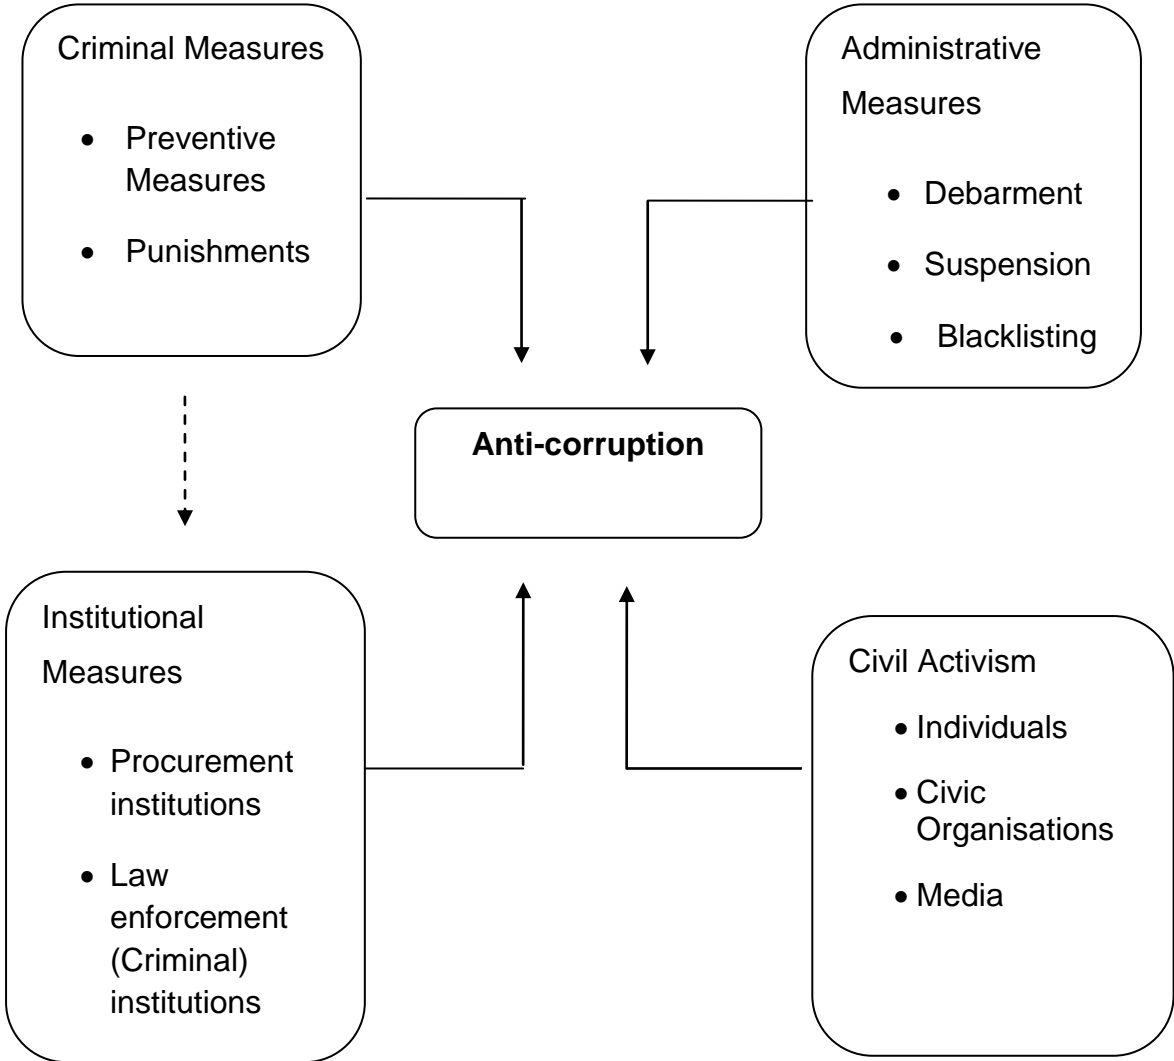 Criminal Measures
• Preventive
Measures
• Punishments
Administrative
Measures
• Debarment
• Suspension
• Blacklisting
Anti-corruption
Institutional
Measures
• Procurement
institutions
• Law
enforcement
(Criminal)
institutions
Civil Activism
• Individuals
• Civic
Organisations
• Media